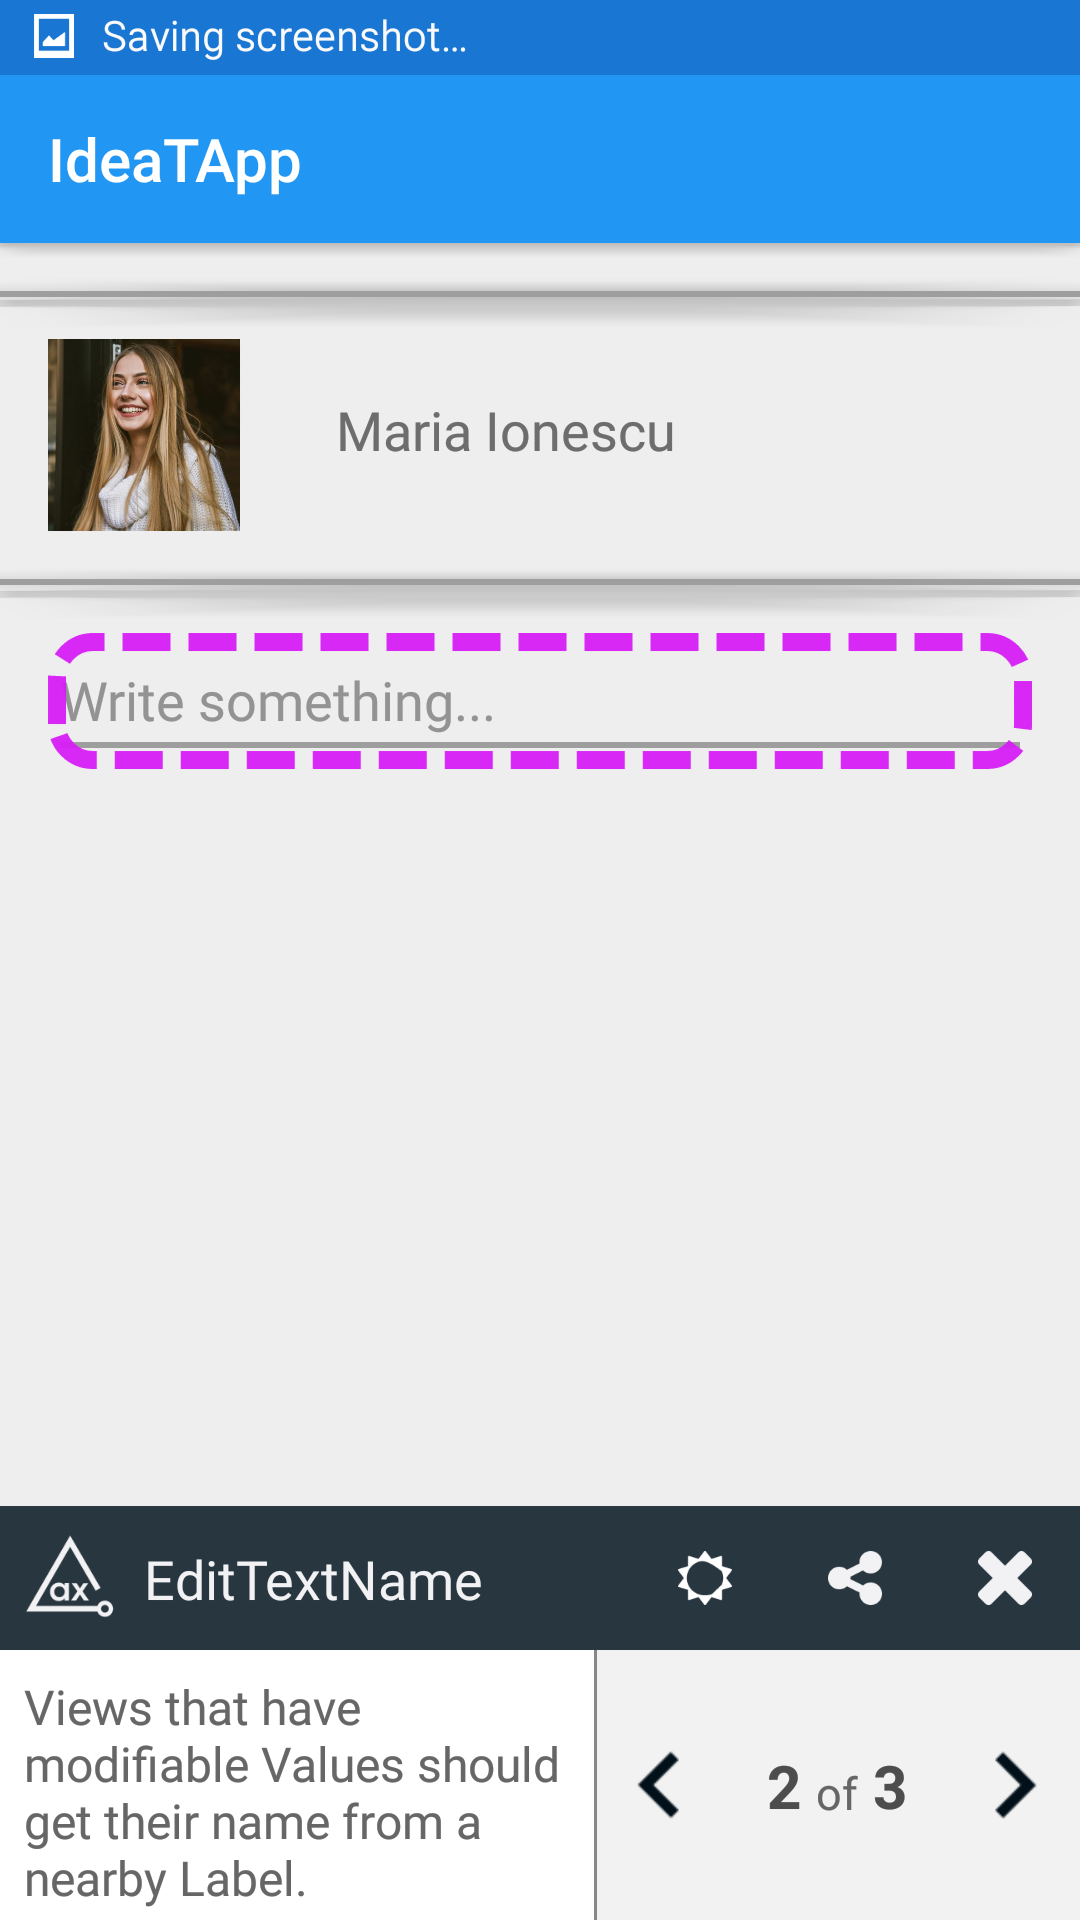 Saving screenshot...
IdeaTApp
Maria Ionescu
Write something...
ax EditTextName
Views that have
modifiable Values should
get their name from a
nearby Label.
2 of 3